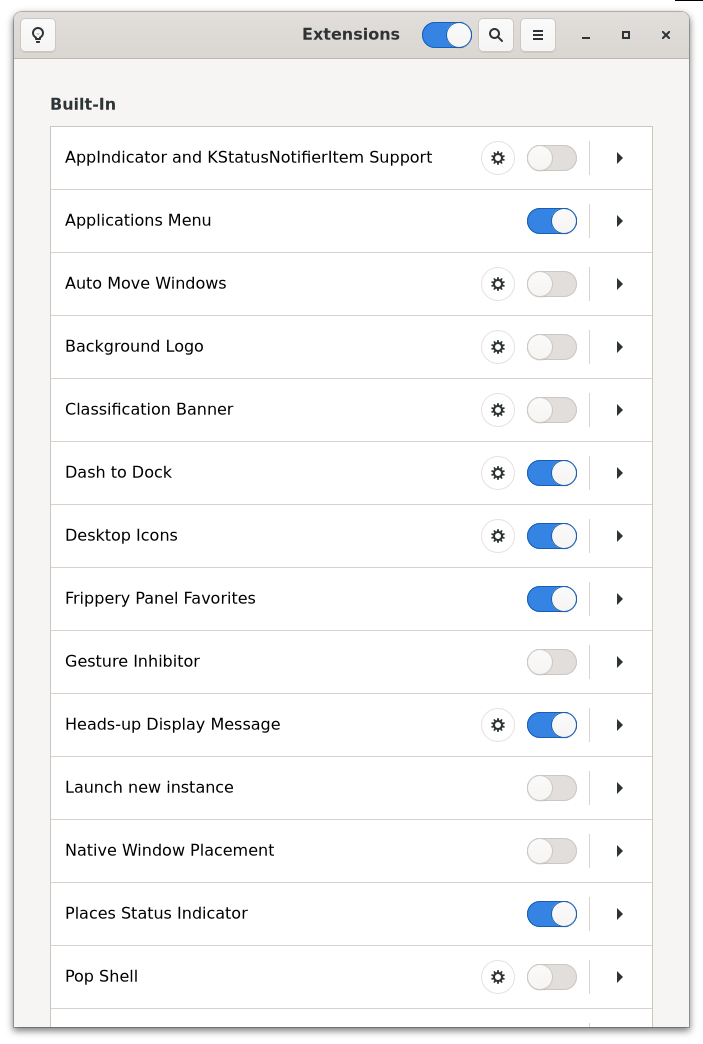 Extensions
Built-In
AppIndicator and KStatusNotifierItem Support
Applications Menu
Auto Move Windows
Background Logo
Classification Banner
Dash to Dock
Desktop Icons
Frippery Panel Favorites
Gesture Inhibitor
Heads-up Display Message
Launch new instance
Native Window Placement
Places Status Indicator
Pop Shell